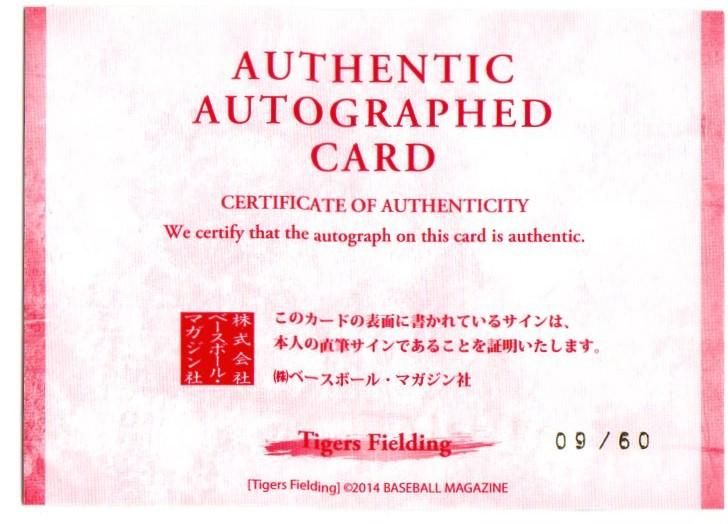 AUTHENTIC
AUTOGRAPHED
CARD
CERTIFICATE OF AUTHENTICITY
We certify that the autograph on this card is authentic.
株式会社
ベースボール・
マガジン社
このカードの表面に書かれているサインは、
本人の直筆サインであることを証明いたします。
㈱ベースボール・マガジン社
Tigers Fielding
09/60
[Tigers Fielding] ©2014 BASEBALL MAGAZINE